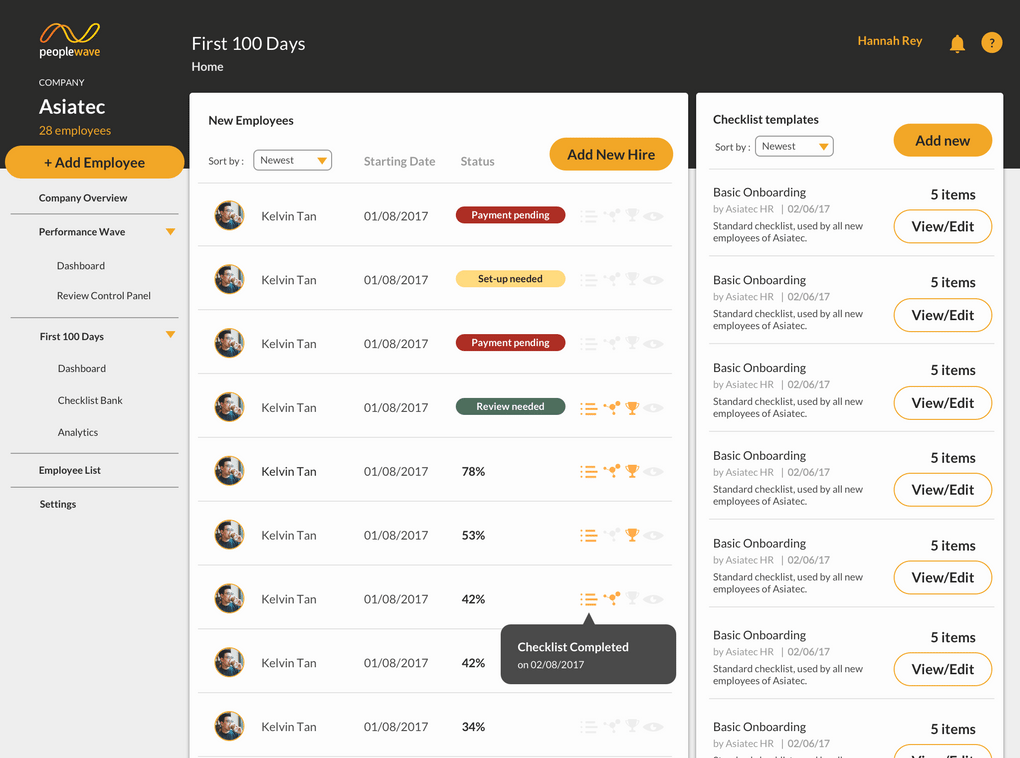 peoplewave
COMPANY
Asiatec
28 employees
+ Add Employee
Company Overview
Performance Wave
Dashboard
Review Control Panel
First 100 Days
Dashboard
Checklist Bank
Analytics
Employee List
Settings
First 100 Days
Home
Hannah Rey
?
New Employees
Sort by : Newest Starting Date Status Add New Hire
Kelvin Tan 01/08/2017 Payment pending
Kelvin Tan 01/08/2017 Set-up needed
Kelvin Tan 01/08/2017 Payment pending
Kelvin Tan 01/08/2017 Review needed
Kelvin Tan 01/08/2017 78%
Kelvin Tan 01/08/2017 53%
Kelvin Tan 01/08/2017 42%
Checklist Completed
on 02/08/2017
Kelvin Tan 01/08/2017 42%
Kelvin Tan 01/08/2017 34%
Checklist templates
Sort by : Newest Add new
Basic Onboarding 5 items
by Asiatec HR | 02/06/17
Standard checklist, used by all new
employees of Asiatec.
View/Edit
Basic Onboarding 5 items
by Asiatec HR | 02/06/17
Standard checklist, used by all new
employees of Asiatec.
View/Edit
Basic Onboarding 5 items
by Asiatec HR | 02/06/17
Standard checklist, used by all new
employees of Asiatec.
View/Edit
Basic Onboarding 5 items
by Asiatec HR | 02/06/17
Standard checklist, used by all new
employees of Asiatec.
View/Edit
Basic Onboarding 5 items
by Asiatec HR | 02/06/17
Standard checklist, used by all new
employees of Asiatec.
View/Edit
Basic Onboarding 5 items
by Asiatec HR | 02/06/17
Standard checklist, used by all new
employees of Asiatec.
View/Edit
Basic Onboarding 5 items
by Asiatec HR | 02/06/17